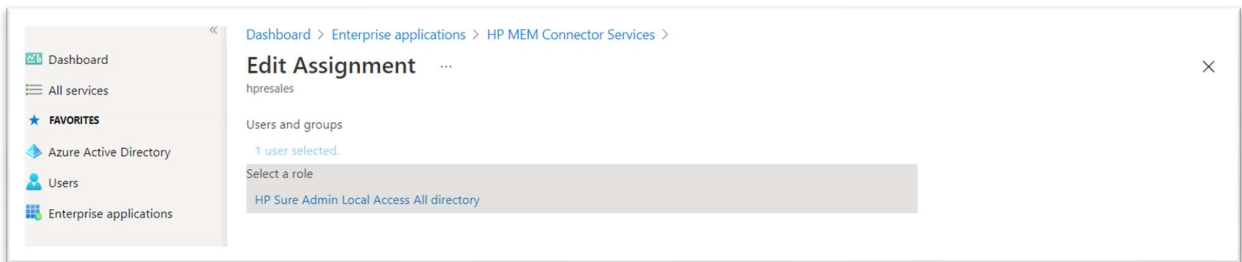 Dashboard > Enterprise applications > HP MEM Connector Services >
Edit Assignment ...
hpresales
Dashboard
All services
FAVORITES
Azure Active Directory
Users
Enterprise applications
Users and groups
1 user selected.
Select a role
HP Sure Admin Local Access All directory